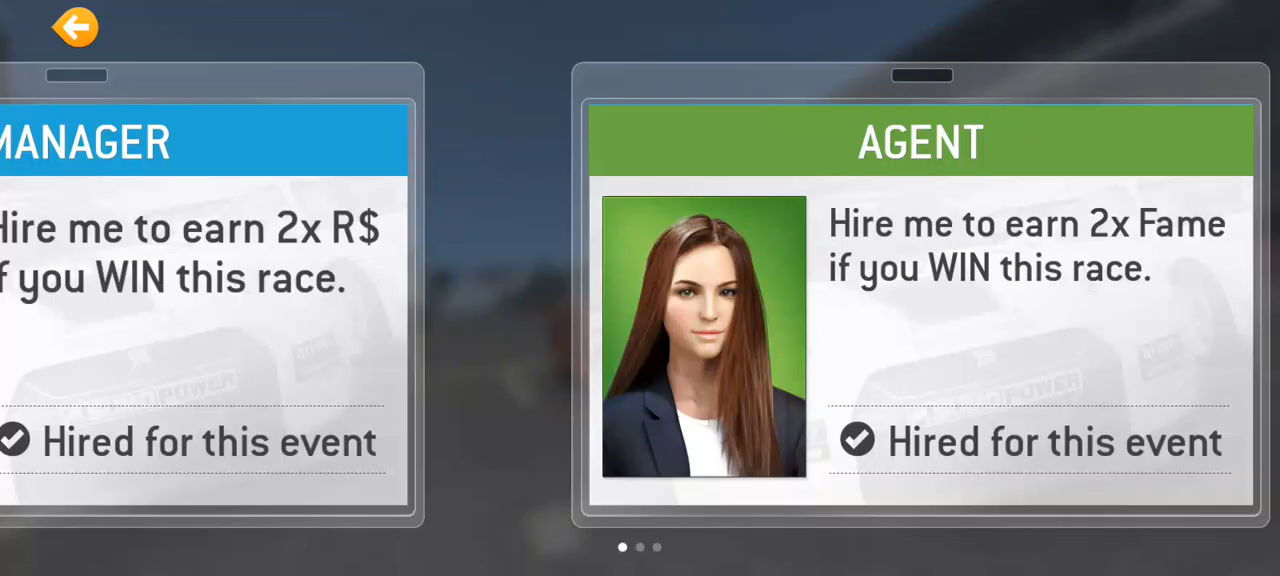 MANAGER
Hire me to earn 2x R$
if you WIN this race.
Hired for this event
AGENT
Hire me to earn 2x Fame
if you WIN this race.
Hired for this event